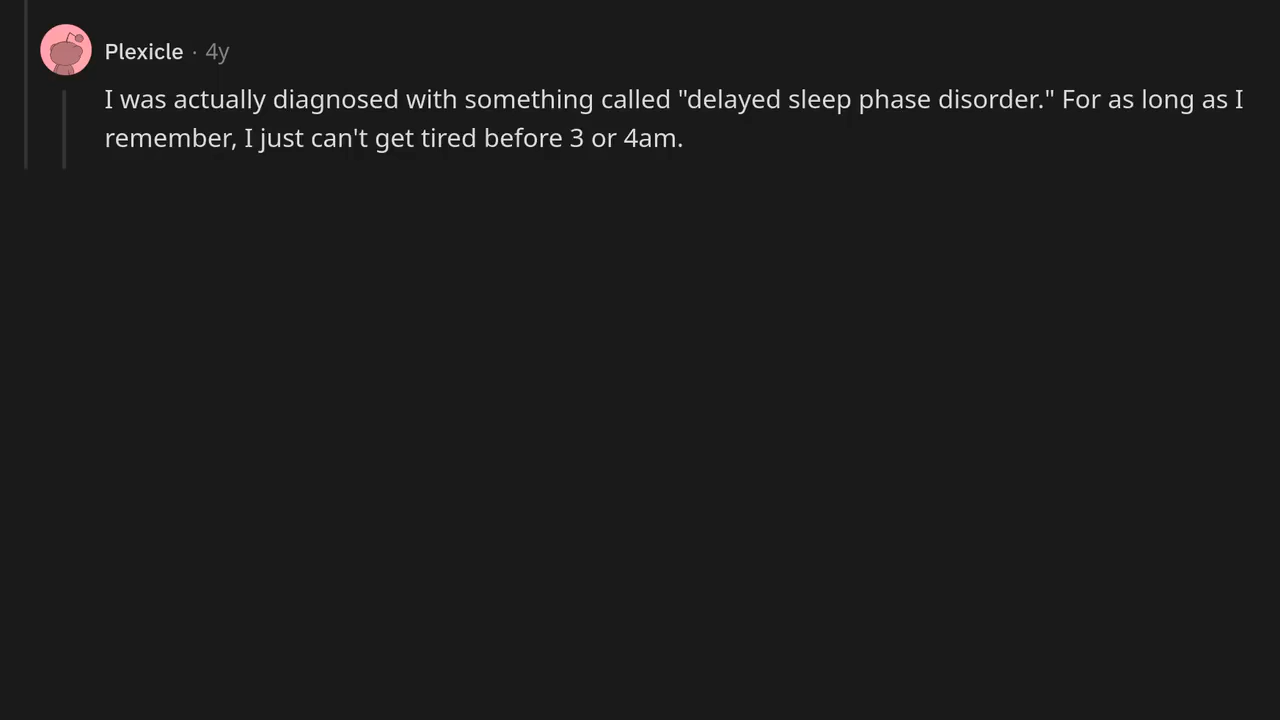 Plexicle · 4y
I was actually diagnosed with something called "delayed sleep phase disorder." For as long as I
remember, I just can't get tired before 3 or 4am.